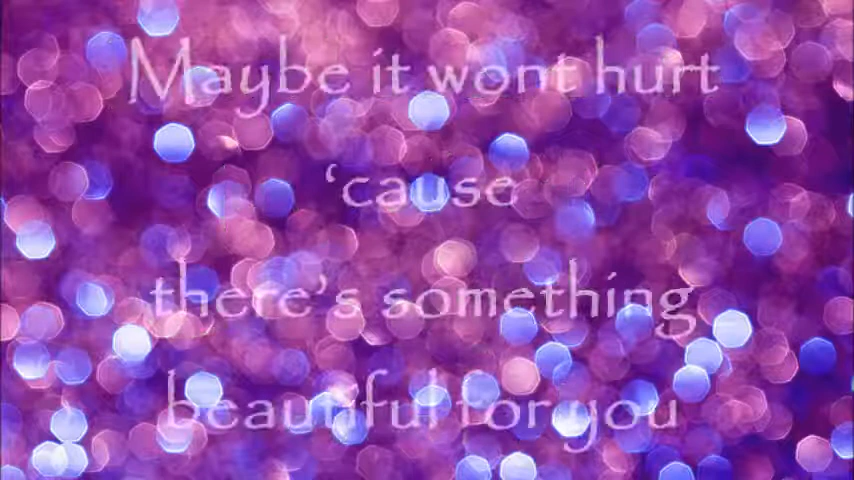 Maybe it wont hurt
‘cause
there’s something
beautiful for you